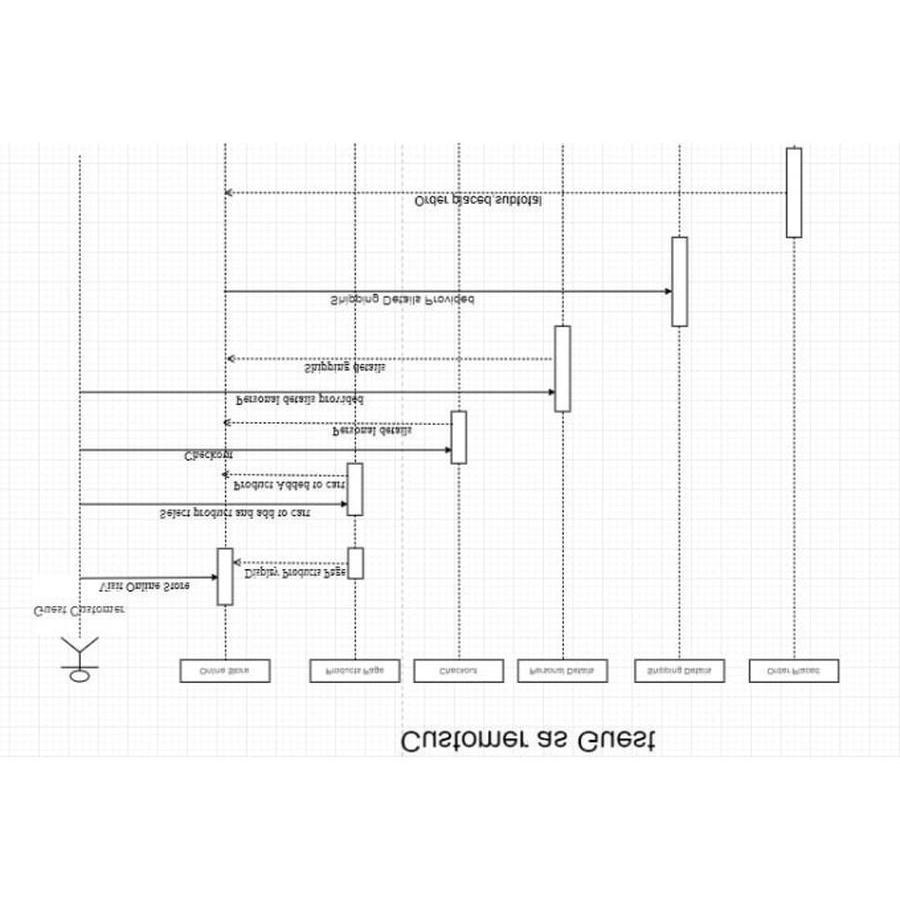 Customer as Guest
Online Store
Products Page
Checkout
Personal Details
Shipping Details
Order Placed
Guest Customer
Visit Online Store
Display Products Page
Select product and add to cart
Product Added to cart
Checkout
Personal details
Personal details provided
Shipping details
Shipping Details Provided
Order placed,subtotal